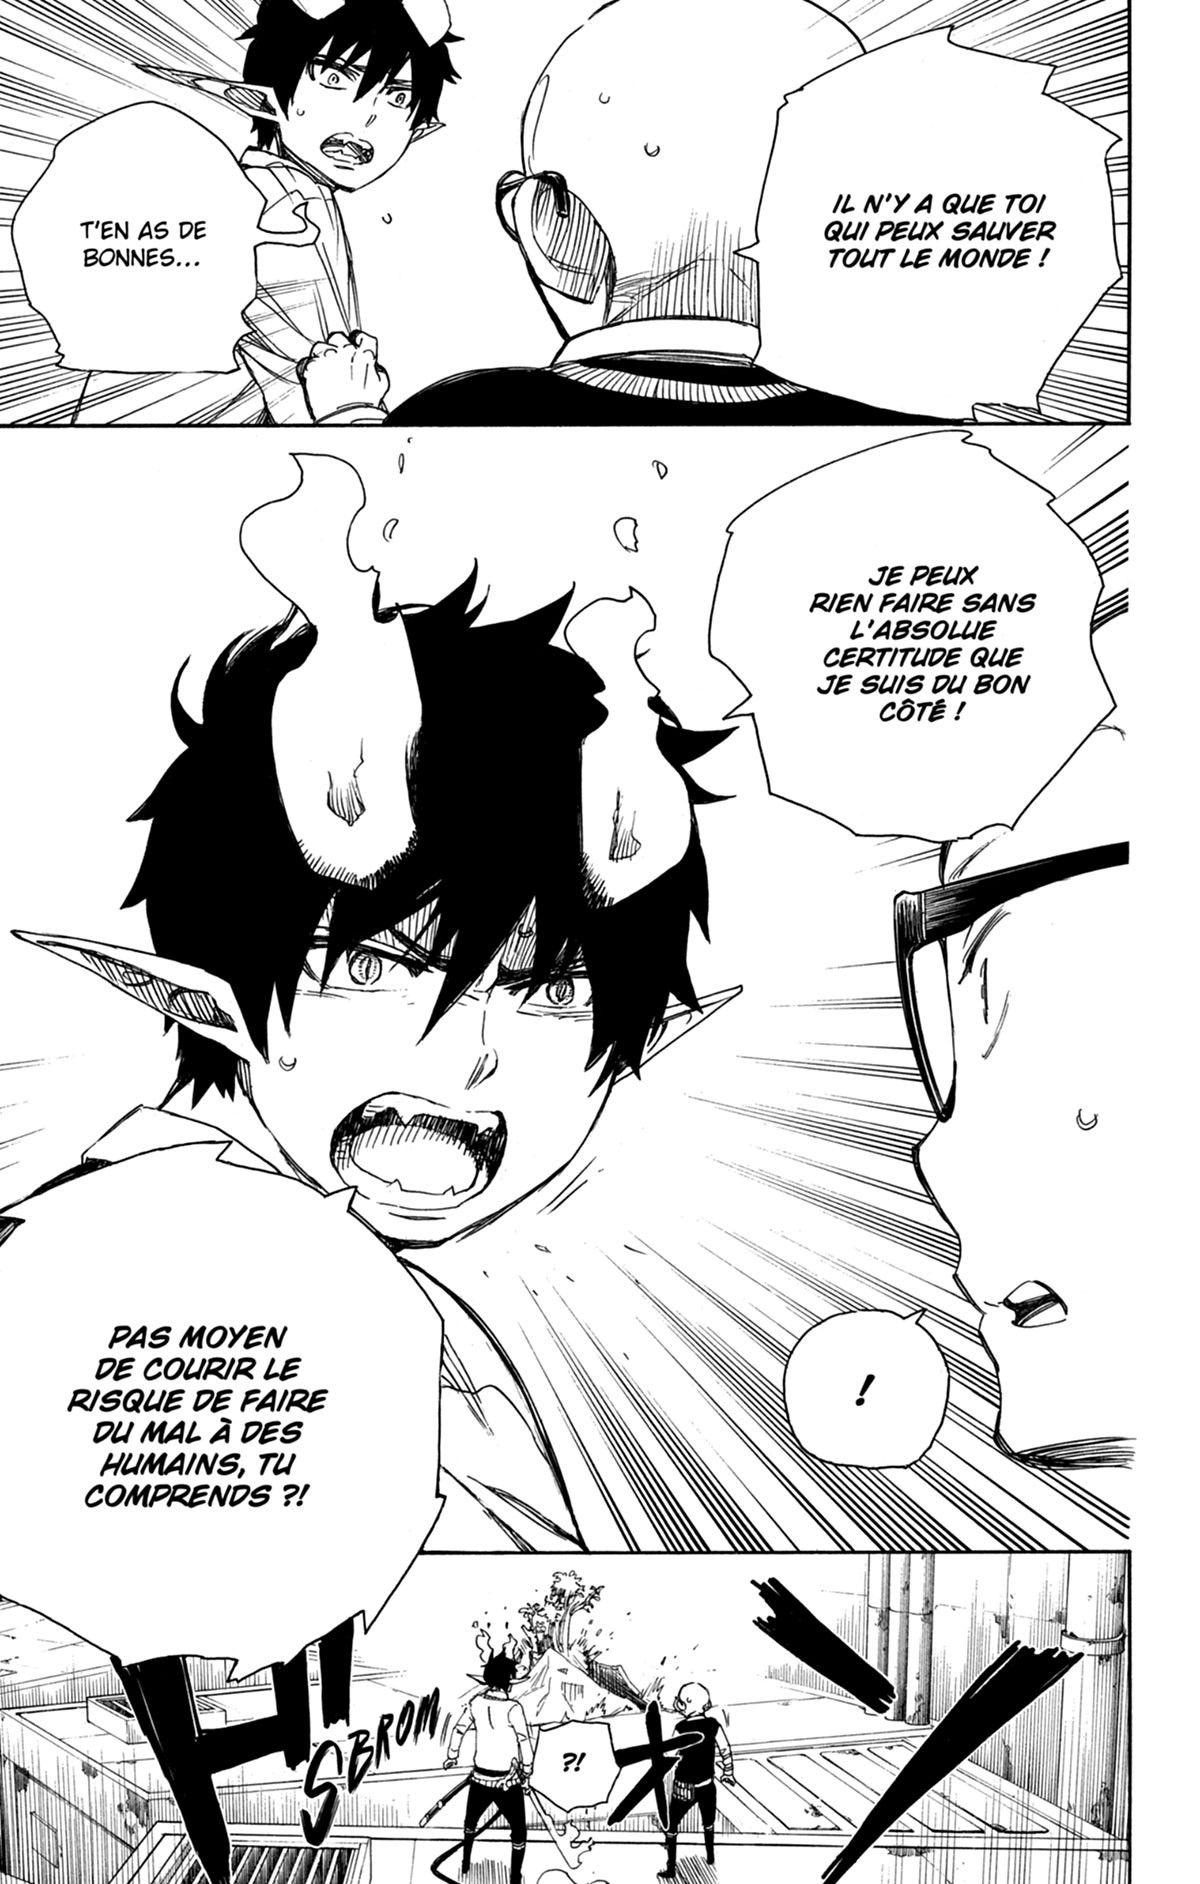 IL N'Y A QUE TOI
QUI PEUX SAUVER
TOUT LE MONDE !
T'EN AS DE
BONNES...
JE PEUX
RIEN FAIRE SANS
L'ABSOLUE
CERTITUDE QUE
JE SUIS DU BON
CÔTÉ !
PAS MOYEN
DE COURIR LE
RISQUE DE FAIRE
DU MAL À DES
HUMAINS, TU
COMPRENDS ?!
!
SBROM
?!